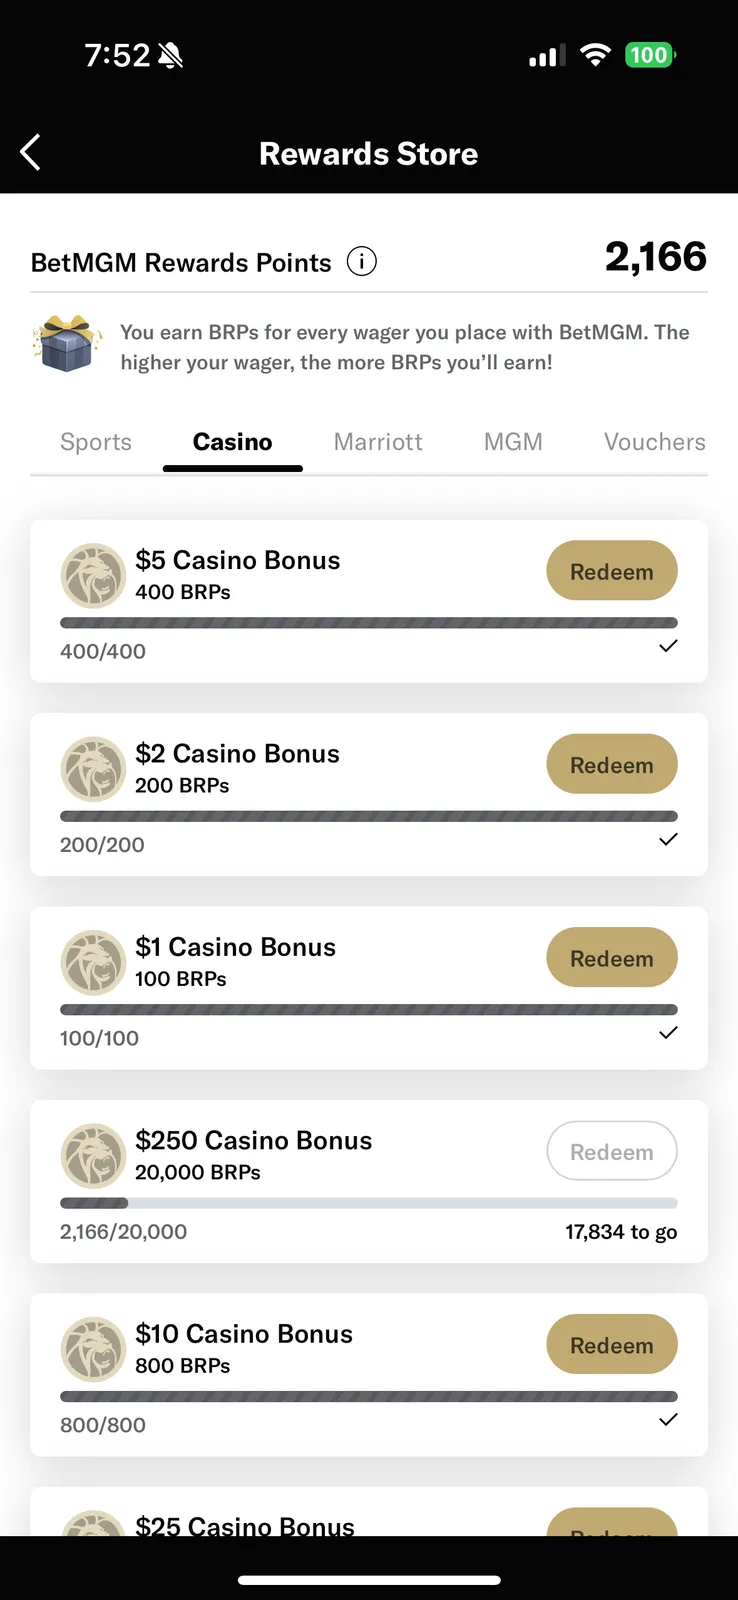 7:52
100
Rewards Store
BetMGM Rewards Points
2,166
You earn BRPs for every wager you place with BetMGM. The
higher your wager, the more BRPs you’ll earn!
Sports Casino Marriott MGM Vouchers
$5 Casino Bonus
400 BRPs
Redeem
400/400
$2 Casino Bonus
200 BRPs
Redeem
200/200
$1 Casino Bonus
100 BRPs
Redeem
100/100
$250 Casino Bonus
20,000 BRPs
Redeem
2,166/20,000
17,834 to go
$10 Casino Bonus
800 BRPs
Redeem
800/800
$25 Casino Bonus
Redeem